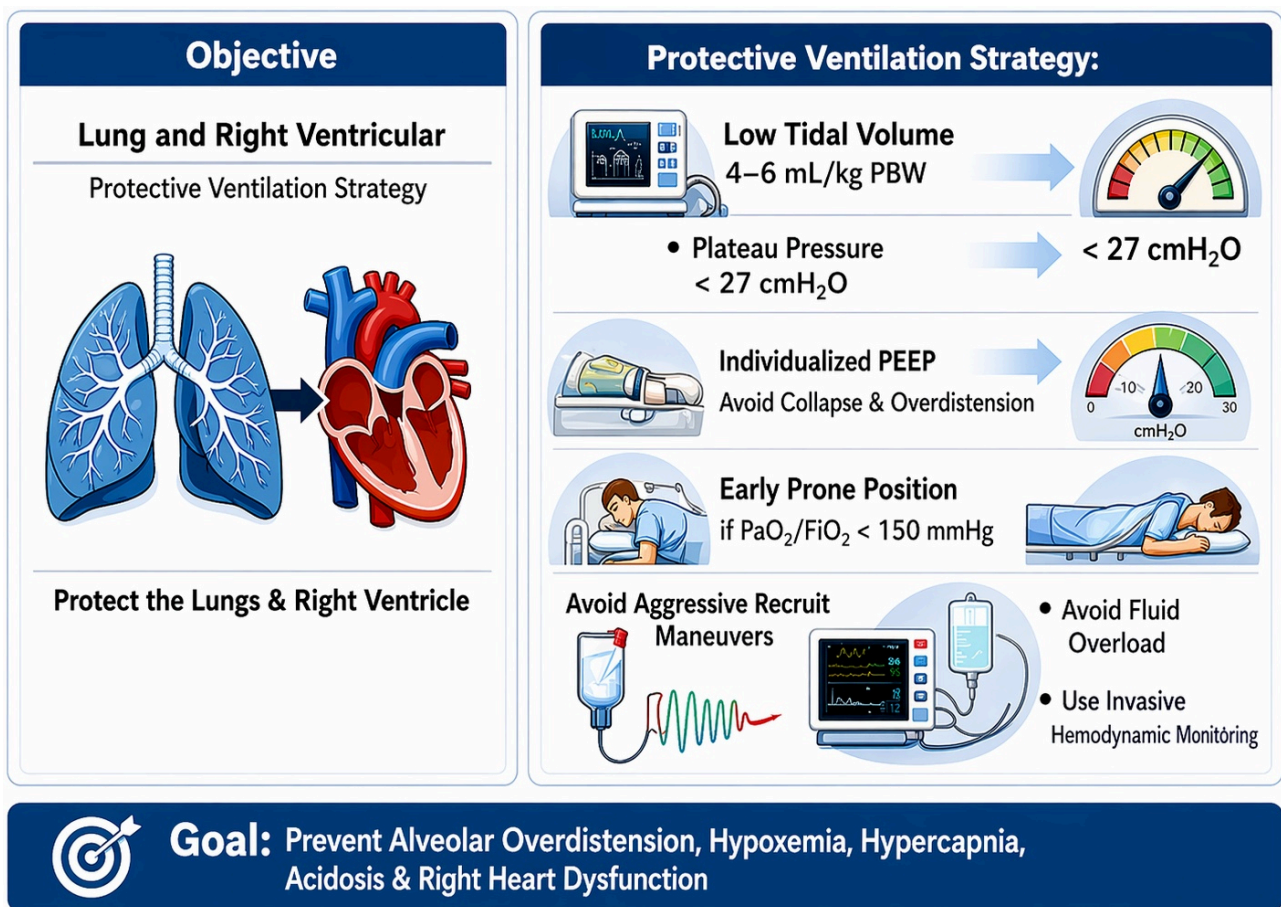 Objective
Lung and Right Ventricular
Protective Ventilation Strategy
Protect the Lungs & Right Ventricle
Protective Ventilation Strategy:
Low Tidal Volume
4–6 mL/kg PBW
• Plateau Pressure
< 27 cmH₂O
< 27 cmH₂O
Individualized PEEP
Avoid Collapse & Overdistension
0 10 20 30
cmH₂O
Early Prone Position
if PaO₂/FiO₂ < 150 mmHg
Avoid Aggressive Recruit
Maneuvers
• Avoid Fluid
Overload
• Use Invasive
Hemodynamic Monitoring
Goal: Prevent Alveolar Overdistension, Hypoxemia, Hypercapnia,
Acidosis & Right Heart Dysfunction